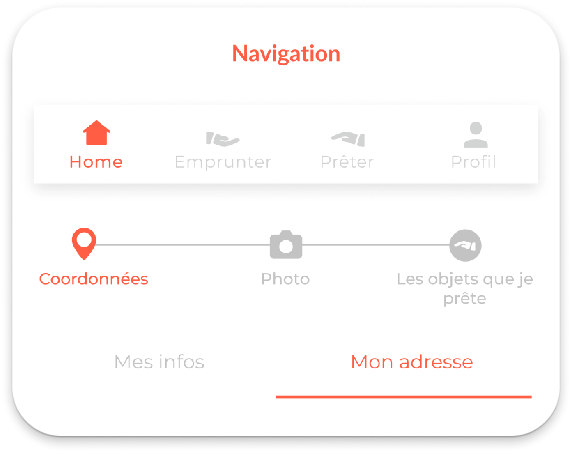 Navigation
Home Emprunter Prêter Profil
Coordonnées Photo Les objets que je
prête
Mes infos Mon adresse